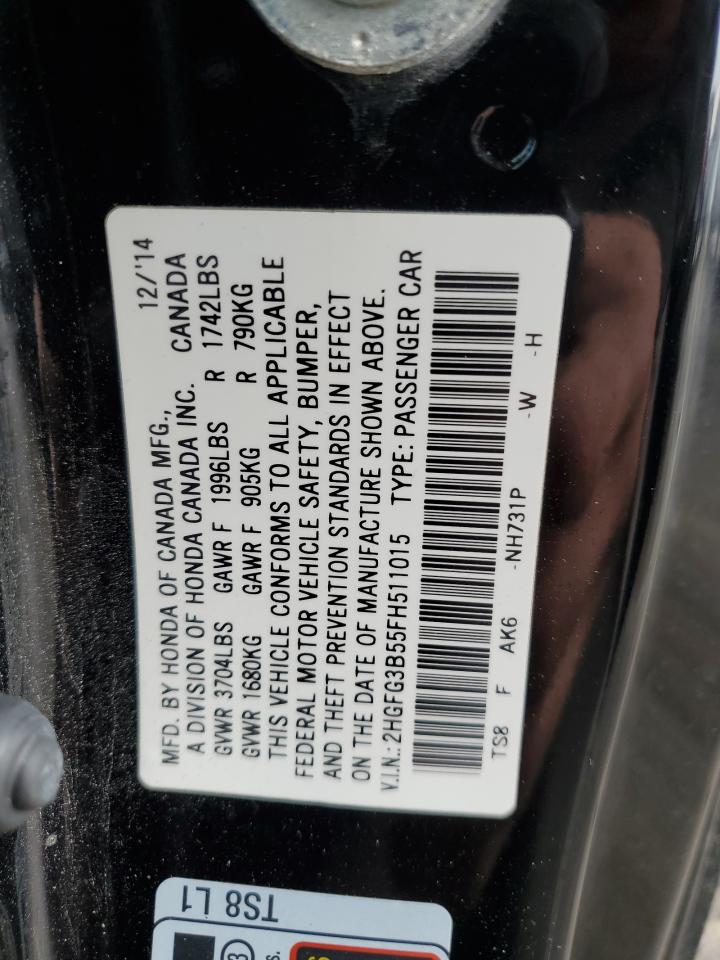 MFD. BY HONDA OF CANADA MFG., 12/'14
A DIVISION OF HONDA CANADA INC. CANADA
GVWR 3704LBS GAWR F 1996LBS R 1742LBS
GVWR 1680KG GAWR F 905KG R 790KG
THIS VEHICLE CONFORMS TO ALL APPLICABLE
FEDERAL MOTOR VEHICLE SAFETY, BUMPER,
AND THEFT PREVENTION STANDARDS IN EFFECT
ON THE DATE OF MANUFACTURE SHOWN ABOVE.
V.I.N.: 2HGFG3B55FH511015 TYPE: PASSENGER CAR
TS8 F AK6 -NH731P -W -H
TS8 L1